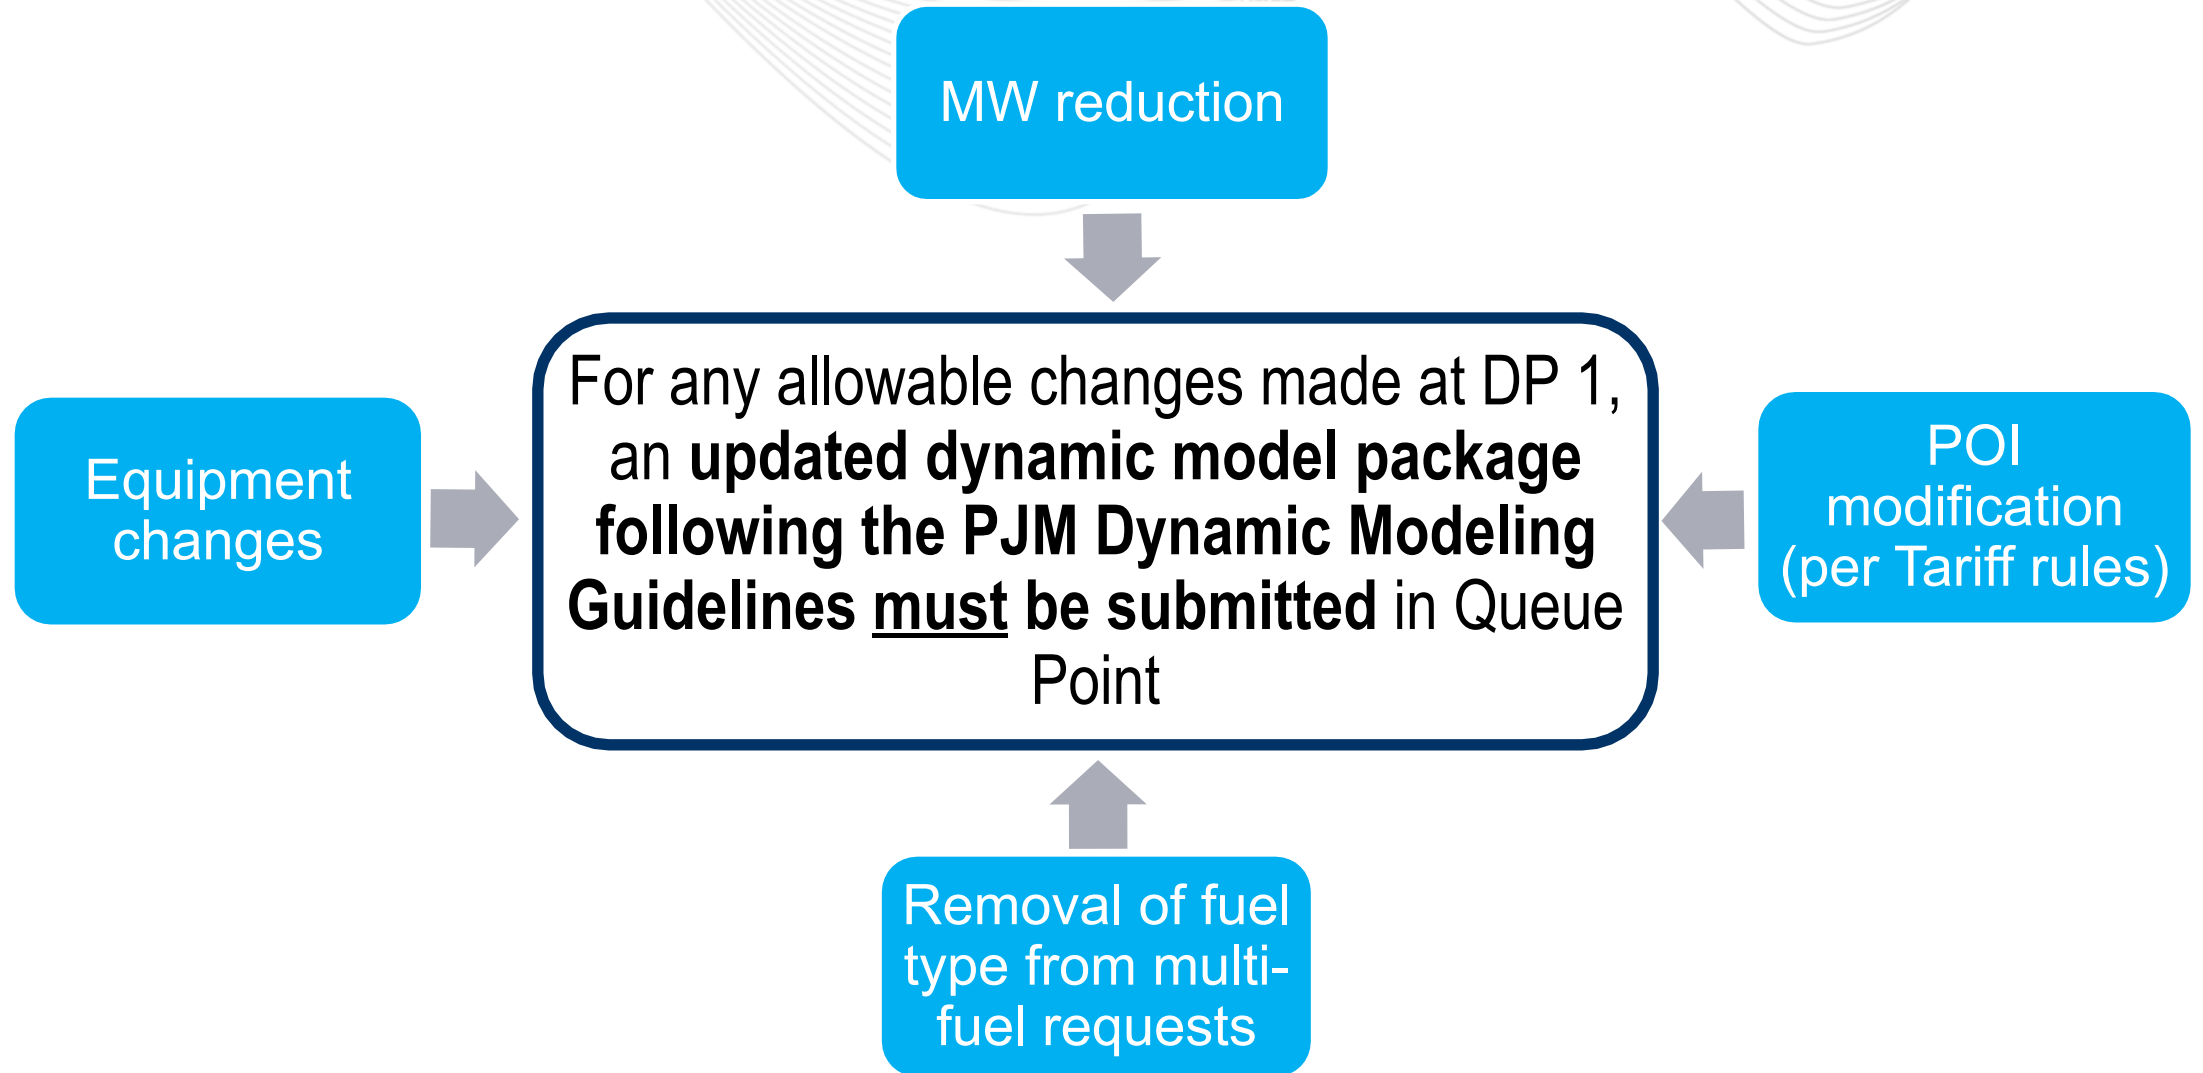 MW reduction
For any allowable changes made at DP 1,
an updated dynamic model package
following the PJM Dynamic Modeling
Guidelines must be submitted in Queue
Point
Equipment
changes
POI
modification
(per Tariff rules)
Removal of fuel
type from multi-
fuel requests